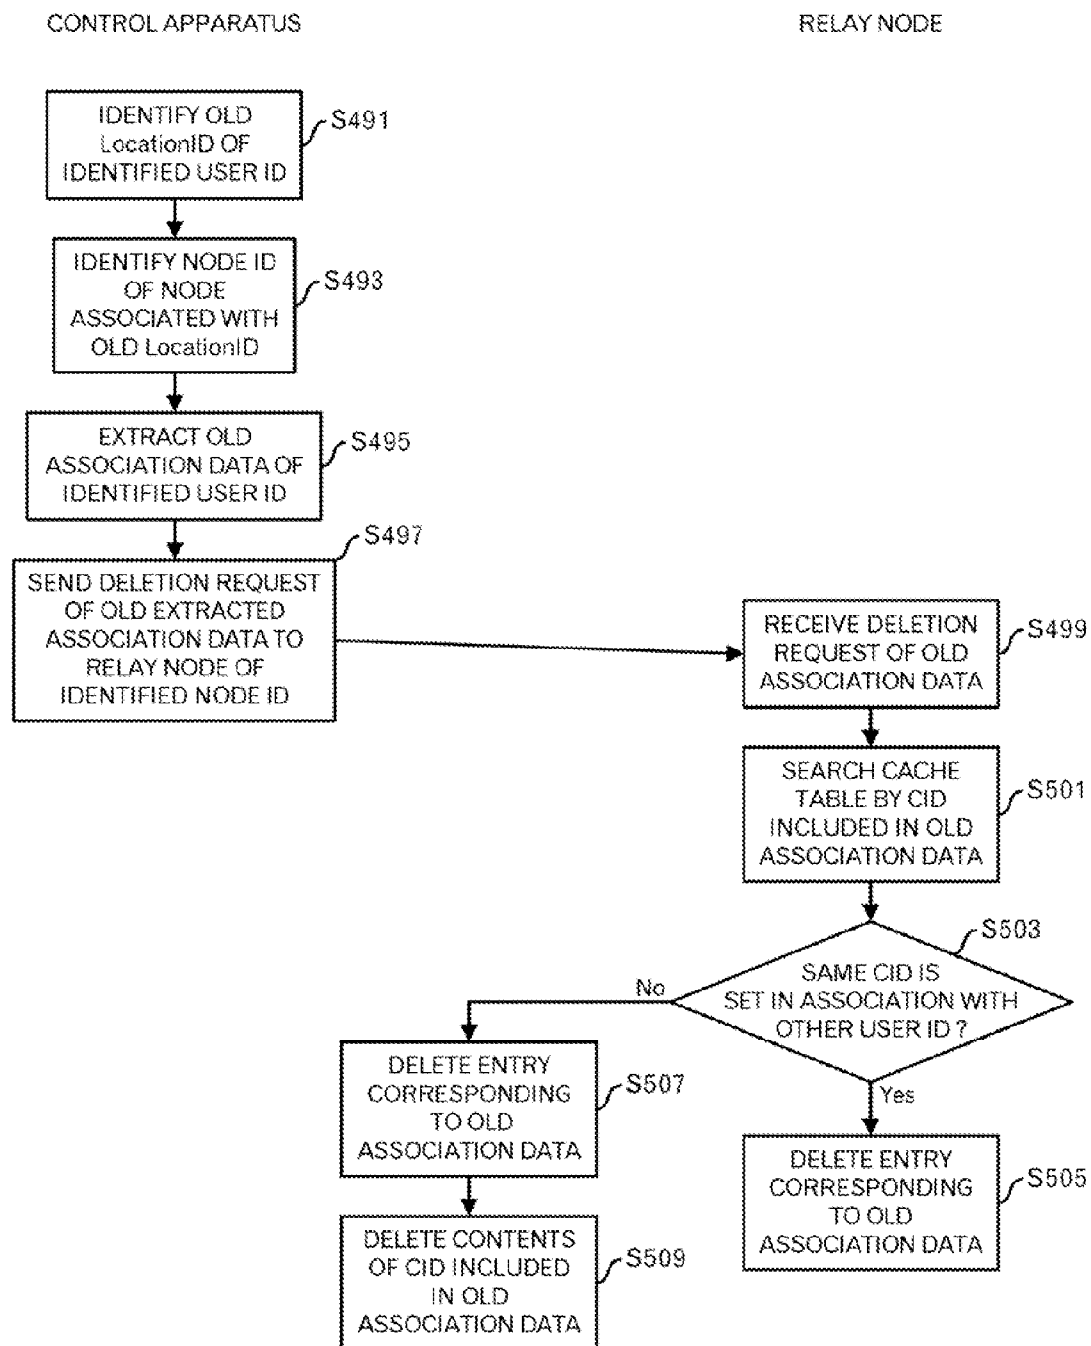 CONTROL APPARATUS
RELAY NODE
IDENTIFY OLD
LocationID OF
IDENTIFIED USER ID
S491
IDENTIFY NODE ID
OF NODE
ASSOCIATED WITH
OLD LocationID
S493
EXTRACT OLD
ASSOCIATION DATA OF
IDENTIFIED USER ID
S495
SEND DELETION REQUEST
OF OLD EXTRACTED
ASSOCIATION DATA TO
RELAY NODE OF
IDENTIFIED NODE ID
S497
RECEIVE DELETION
REQUEST OF OLD
ASSOCIATION DATA
S499
SEARCH CACHE
TABLE BY CID
INCLUDED IN OLD
ASSOCIATION DATA
S501
SAME CID IS
SET IN ASSOCIATION WITH
OTHER USER ID ?
S503
No
Yes
DELETE ENTRY
CORRESPONDING
TO OLD
ASSOCIATION DATA
S507
DELETE ENTRY
CORRESPONDING
TO OLD
ASSOCIATION DATA
S505
DELETE CONTENTS
OF CID INCLUDED
IN OLD
ASSOCIATION DATA
S509